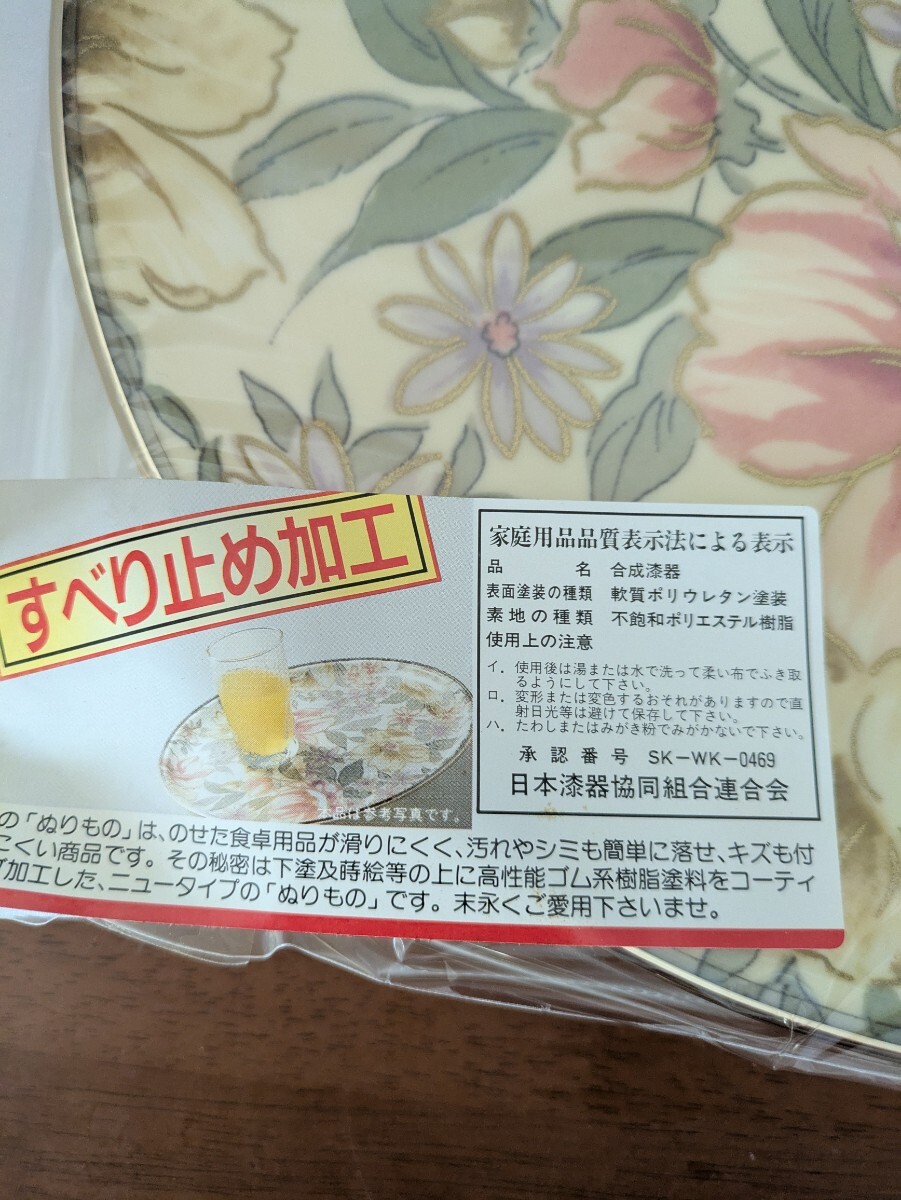 すべり止め加工
本品は参考写真です。
家庭用品品質表示法による表示
品名 合成漆器
表面塗装の種類 軟質ポリウレタン塗装
素地の種類 不飽和ポリエステル樹脂
使用上の注意
イ. 使用後は湯または水で洗って柔い布でふき取
るようにして下さい。
ロ. 変形または変色するおそれがありますので直
射日光等は避けて保存して下さい。
ハ. たわしまたはみがき粉でみがかないで下さい。
承認番号 SK-WK-0469
日本漆器協同組合連合会
の「ぬりもの」は、のせた食卓用品が滑りにくく、汚れやシミも簡単に落せ、キズも付
にくい商品です。その秘密は下塗及蒔絵等の上に高性能ゴム系樹脂塗料をコーティ
グ加工した、ニュータイプの「ぬりもの」です。末永くご愛用下さいませ。